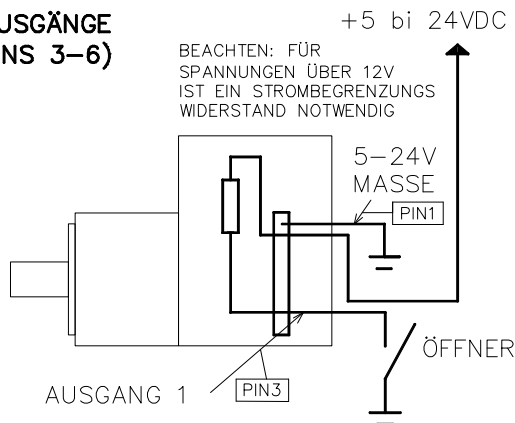 USGÄNGE
NS 3-6)
+5 bi 24VDC
BEACHTEN: FÜR
SPANNUNGEN ÜBER 12V
IST EIN STROMBEGRENZUNGS
WIDERSTAND NOTWENDIG
5-24V
MASSE
PIN1
ÖFFNER
AUSGANG 1
PIN3